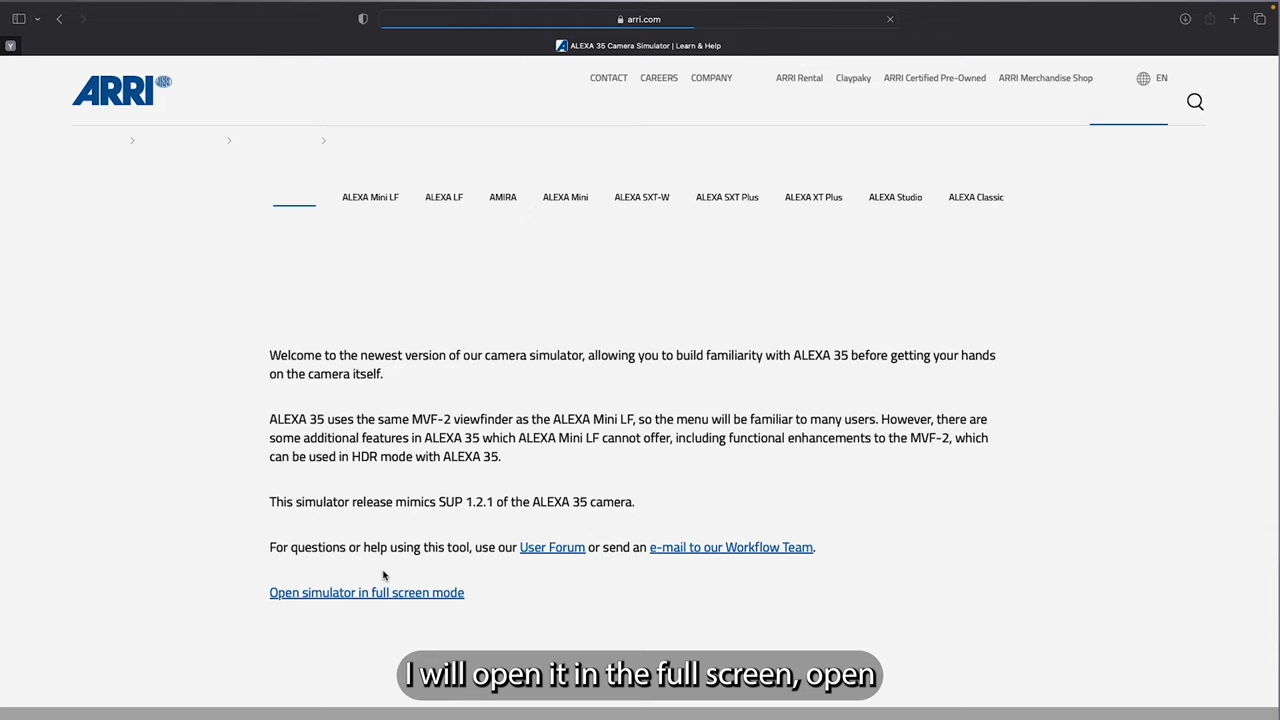 arri.com
Y
ALEXA 35 Camera Simulator | Learn & Help
ARRI
CONTACT CAREERS COMPANY ARRI Rental Claypaky ARRI Certified Pre-Owned ARRI Merchandise Shop EN
ALEXA Mini LF ALEXA LF AMIRA ALEXA Mini ALEXA SXT-W ALEXA SXT Plus ALEXA XT Plus ALEXA Studio ALEXA Classic
Welcome to the newest version of our camera simulator, allowing you to build familiarity with ALEXA 35 before getting your hands
on the camera itself.
ALEXA 35 uses the same MVF-2 viewfinder as the ALEXA Mini LF, so the menu will be familiar to many users. However, there are
some additional features in ALEXA 35 which ALEXA Mini LF cannot offer, including functional enhancements to the MVF-2, which
can be used in HDR mode with ALEXA 35.
This simulator release mimics SUP 1.2.1 of the ALEXA 35 camera.
For questions or help using this tool, use our User Forum or send an e-mail to our Workflow Team.
Open simulator in full screen mode
I will open it in the full screen, open